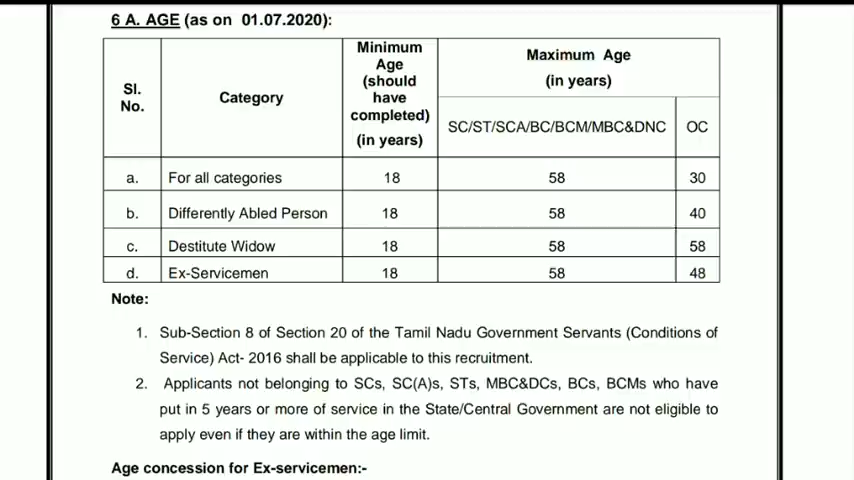 6 A. AGE (as on 01.07.2020):
Sl. No. Category Minimum Age (should have completed) (in years) Maximum Age (in years)
SC/ST/SCA/BC/BCM/MBC&DNC OC
a. For all categories 18 58 30
b. Differently Abled Person 18 58 40
c. Destitute Widow 18 58 58
d. Ex-Servicemen 18 58 48
Note:
1. Sub-Section 8 of Section 20 of the Tamil Nadu Government Servants (Conditions of
Service) Act- 2016 shall be applicable to this recruitment.
2. Applicants not belonging to SCs, SC(A)s, STs, MBC&DCs, BCs, BCMs who have
put in 5 years or more of service in the State/Central Government are not eligible to
apply even if they are within the age limit.
Age concession for Ex-servicemen:-